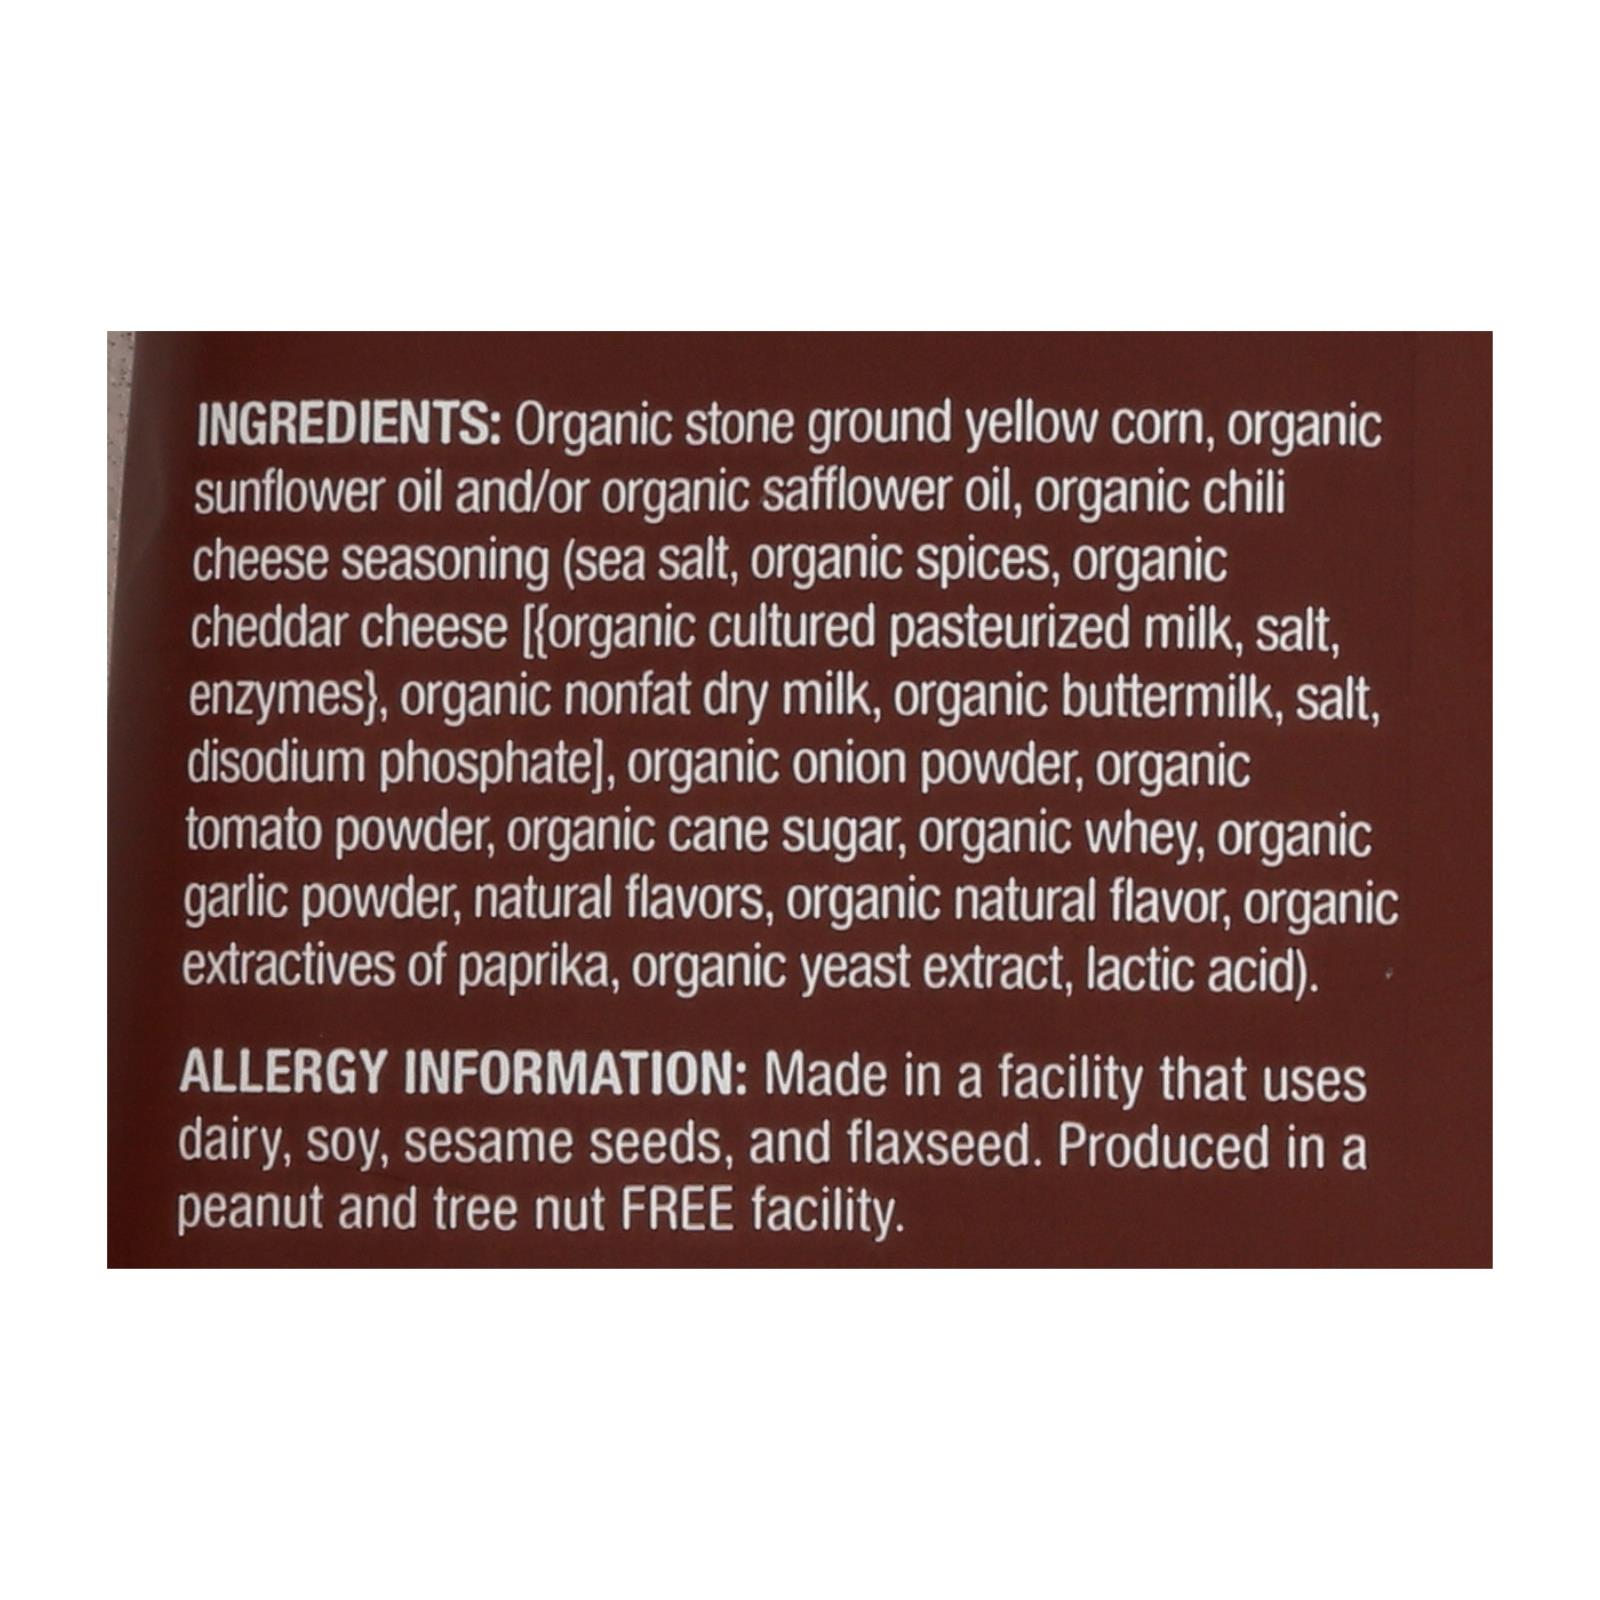 INGREDIENTS: Organic stone ground yellow corn, organic
sunflower oil and/or organic safflower oil, organic chili
cheese seasoning (sea salt, organic spices, organic
cheddar cheese [{organic cultured pasteurized milk, salt,
enzymes}, organic nonfat dry milk, organic buttermilk, salt,
disodium phosphate], organic onion powder, organic
tomato powder, organic cane sugar, organic whey, organic
garlic powder, natural flavors, organic natural flavor, organic
extractives of paprika, organic yeast extract, lactic acid).
ALLERGY INFORMATION: Made in a facility that uses
dairy, soy, sesame seeds, and flaxseed. Produced in a
peanut and tree nut FREE facility.